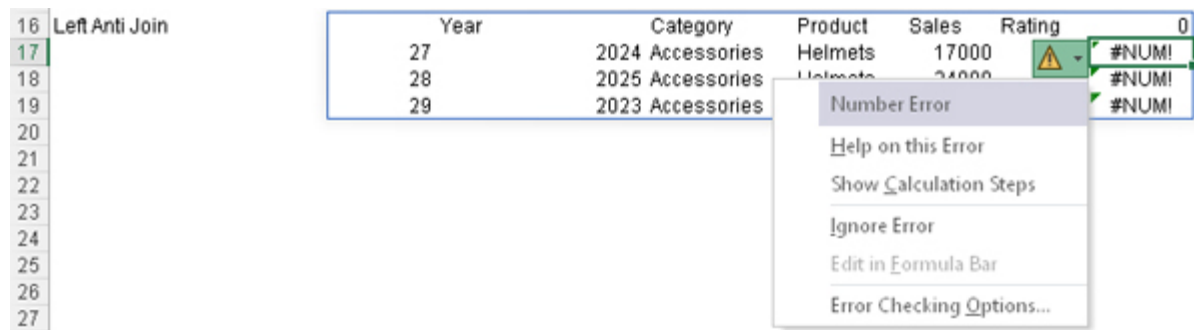 16 Left Anti Join Year Category Product Sales Rating 0
17 27 2024 Accessories Helmets 17000 #NUM!
18 28 2025 Accessories Helmets 24000 #NUM!
19 29 2023 Accessories #NUM!
20
21
22
23
24
25
26
27
Number Error
Help on this Error
Show Calculation Steps
Ignore Error
Edit in Formula Bar
Error Checking Options...